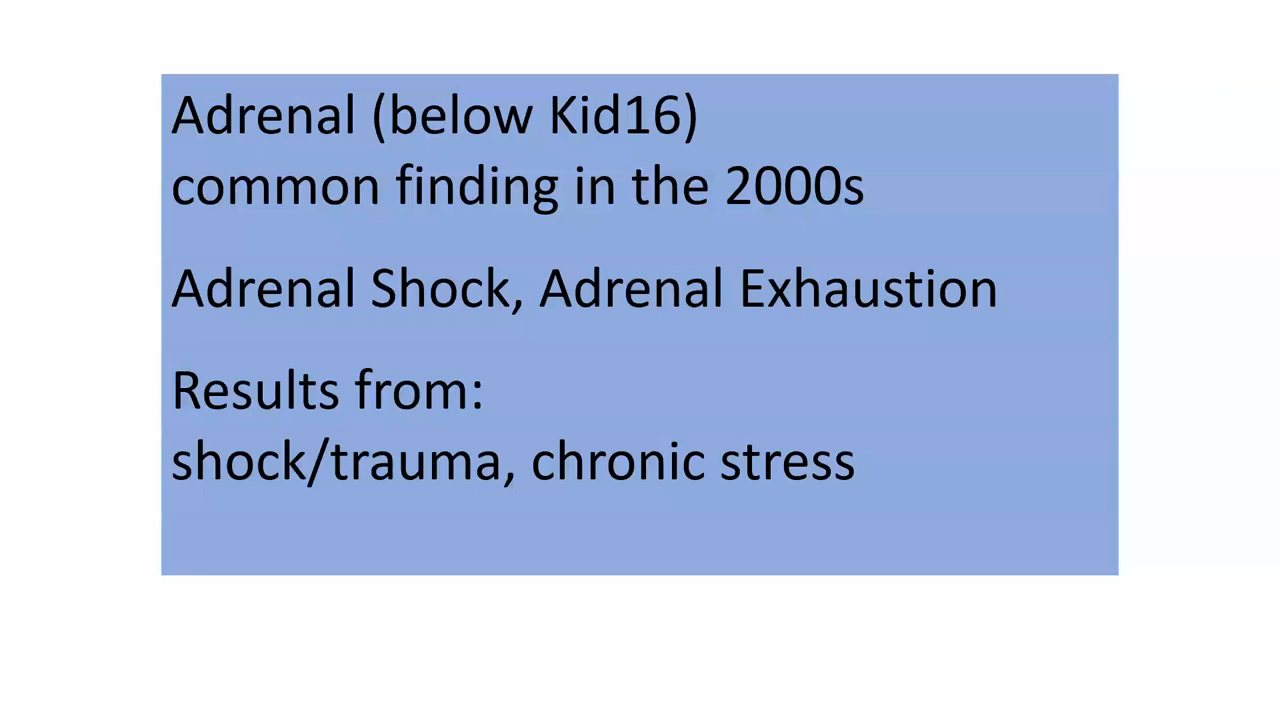 Adrenal (below Kid16)
common finding in the 2000s
Adrenal Shock, Adrenal Exhaustion
Results from:
shock/trauma, chronic stress